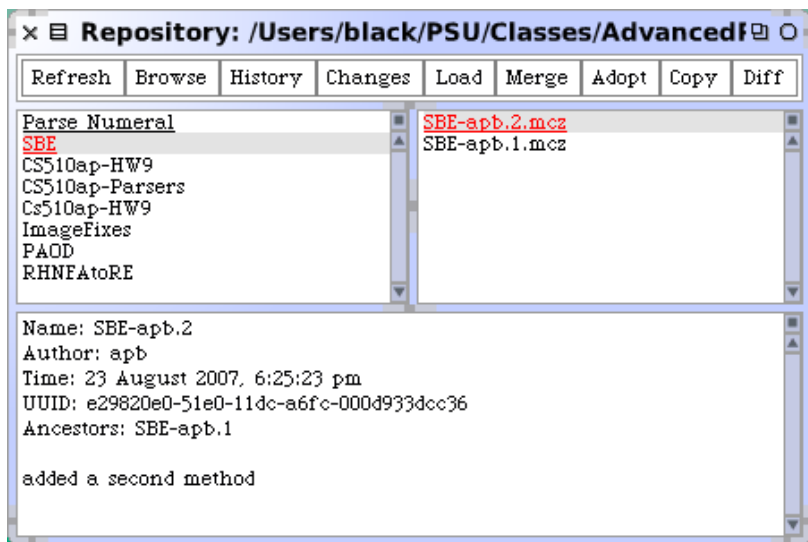 Repository: /Users/black/PSU/Classes/Advanced
Refresh Browse History Changes Load Merge Adopt Copy Diff
Parse Numeral
SBE
CS510ap-HW9
CS510ap-Parsers
Cs510ap-HW9
ImageFixes
PAOD
RHNFAtoRE
SBE-apb.2.mcz
SBE-apb.1.mcz
Name: SBE-apb.2
Author: apb
Time: 23 August 2007, 6:25:23 pm
UUID: e29820e0-51e0-11dc-a6fc-000d933dcc36
Ancestors: SBE-apb.1
added a second method